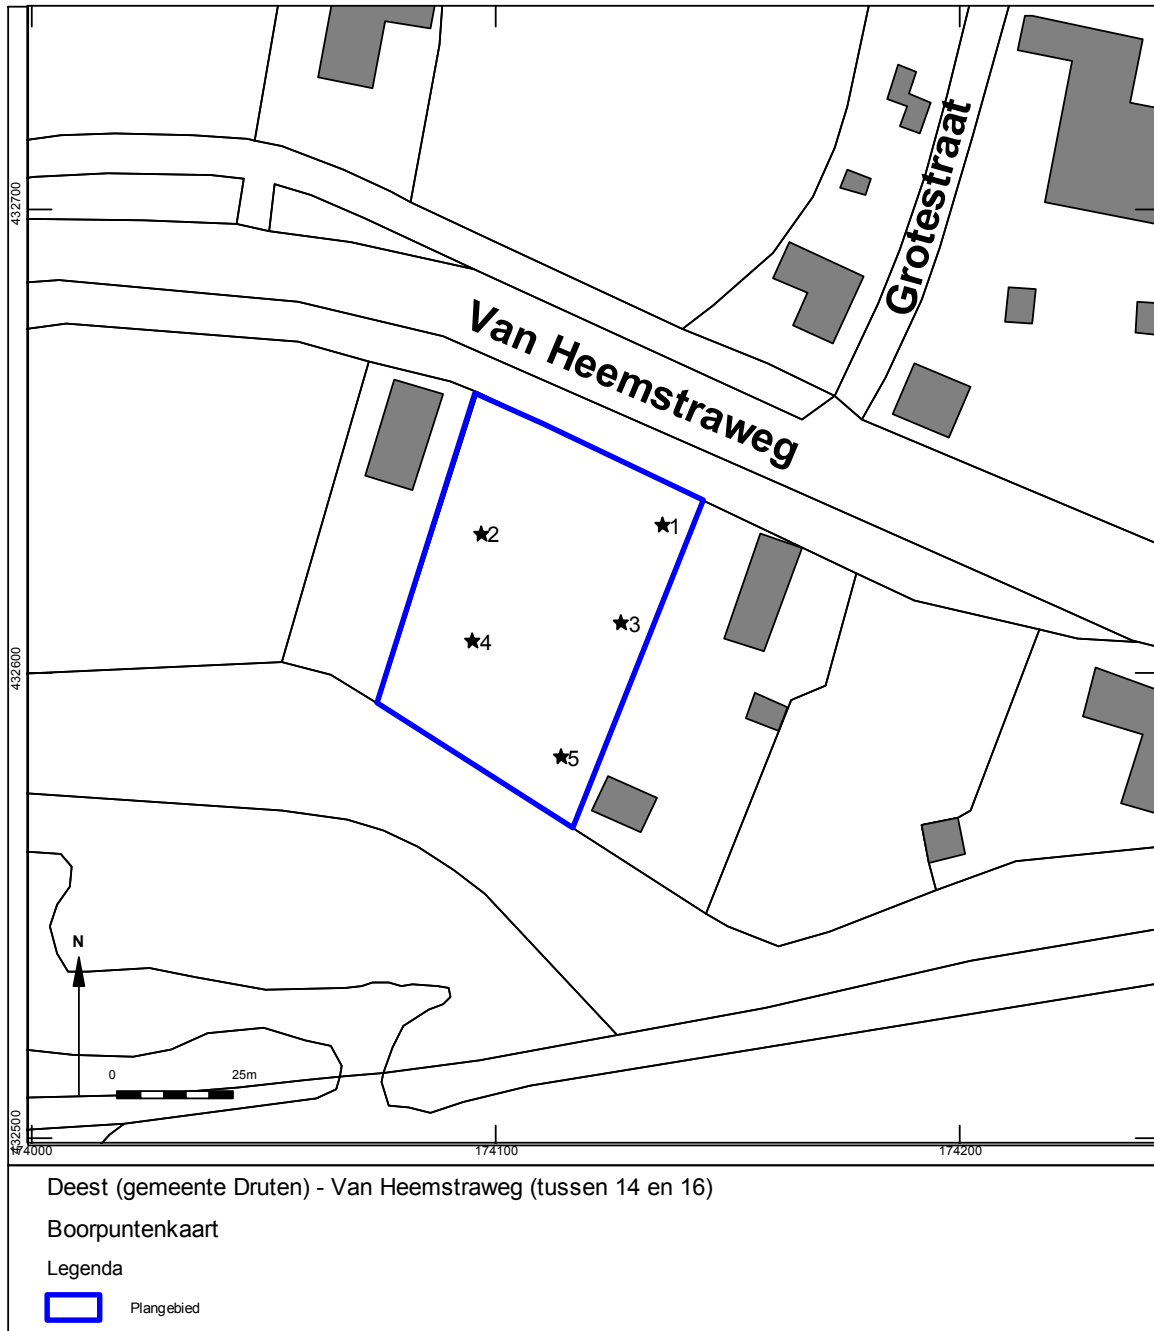 Grotestraat
432700
Van Heemstraweg
2
1
3
4
432600
5
N
0 25m
432500
174000 174100 174200
Deest (gemeente Druten) - Van Heemstraweg (tussen 14 en 16)
Boorpuntenkaart
Legenda
Plangebied